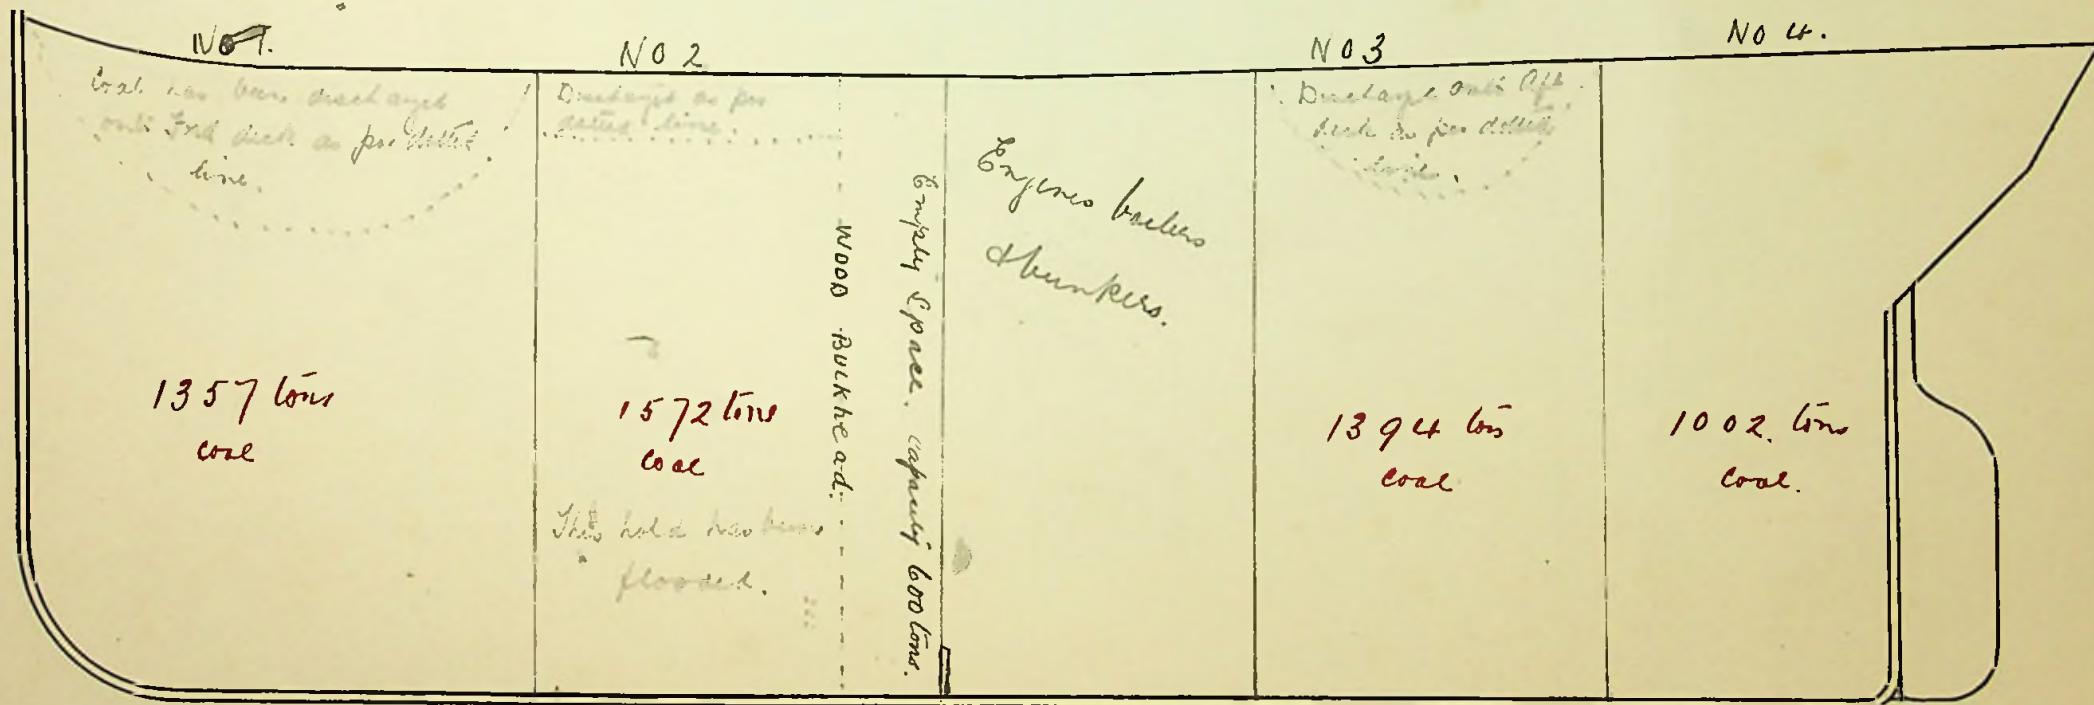 No 1.
NO 2
NO 3
NO 4.
Coal has been discharged
onto Fwd deck as per dotted
line.
Discharged as per
dotted line.
Discharge onto Aft
deck as per dotted
line.
Engines boilers
& bunkers.
WOOD BULKhead.
Empty Space. capacity 600 tons.
1357 tons
coal
1572 tons
coal
This hold has been
flooded.
1394 tons
coal
1002. tons
coal.